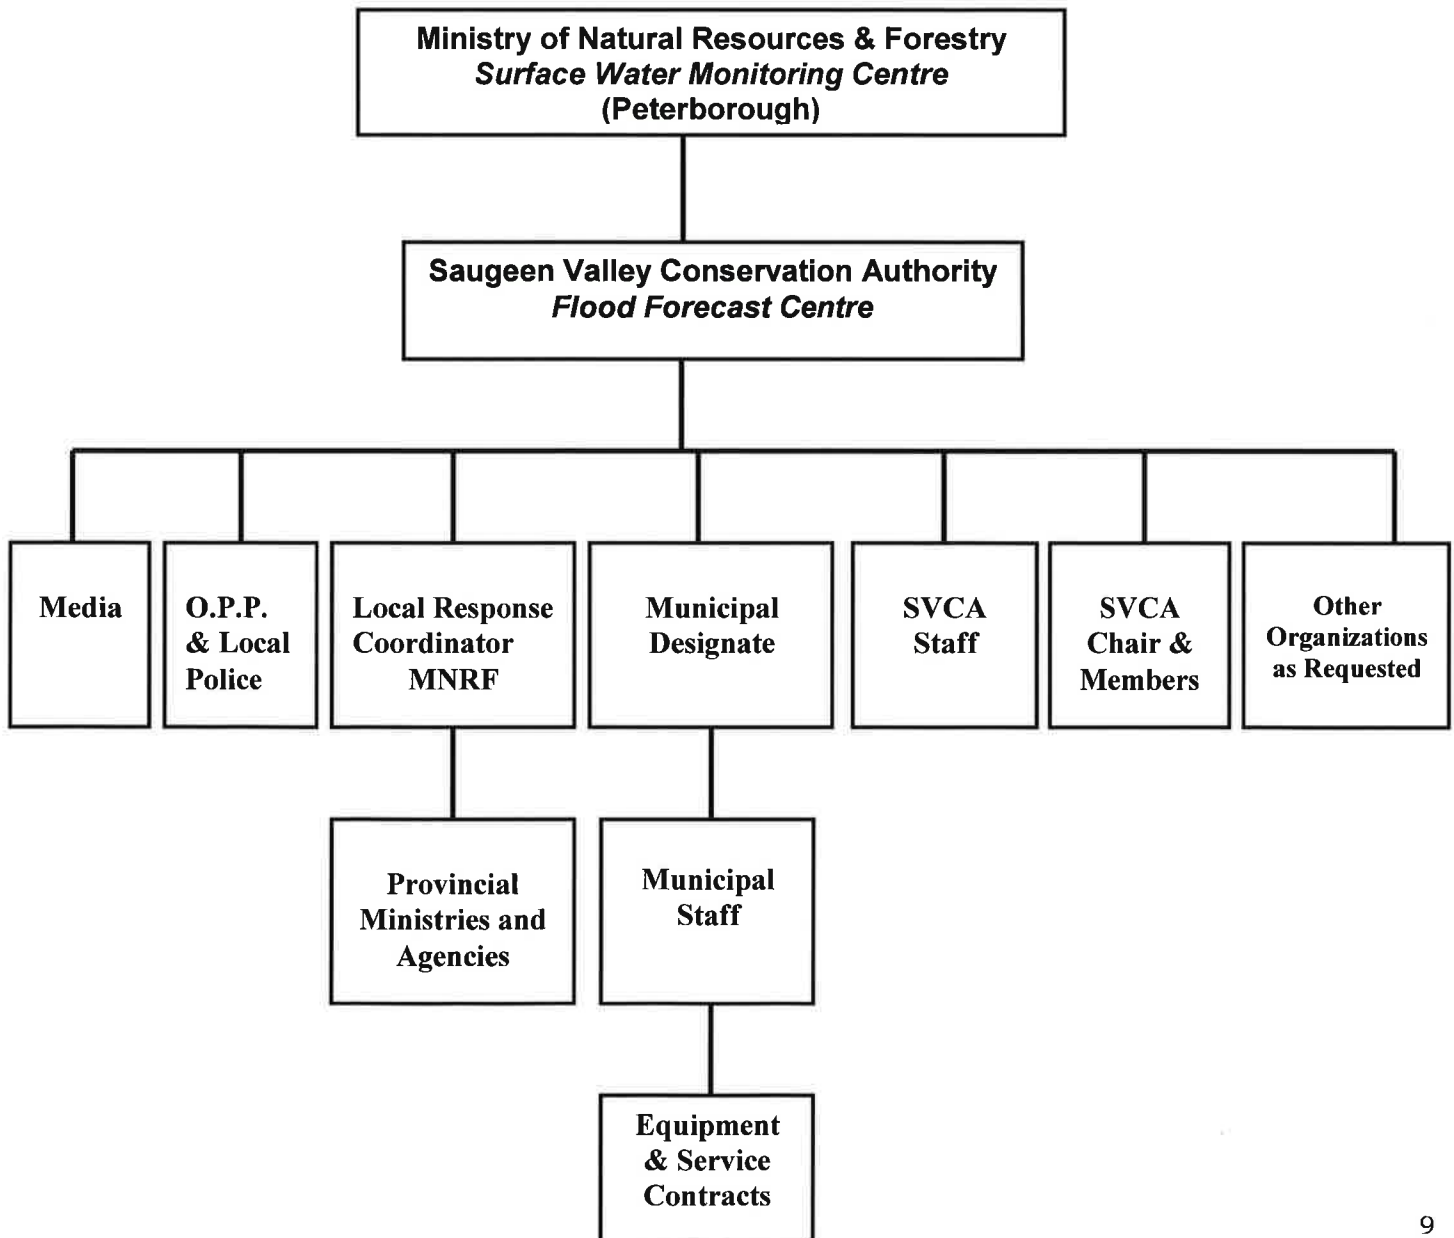 Ministry of Natural Resources & Forestry
Surface Water Monitoring Centre
(Peterborough)
Saugeen Valley Conservation Authority
Flood Forecast Centre
Media
O.P.P.
& Local
Police
Local Response
Coordinator
MNRF
Municipal
Designate
SVCA
Staff
SVCA
Chair &
Members
Other
Organizations
as Requested
Provincial
Ministries and
Agencies
Municipal
Staff
Equipment
& Service
Contracts
9